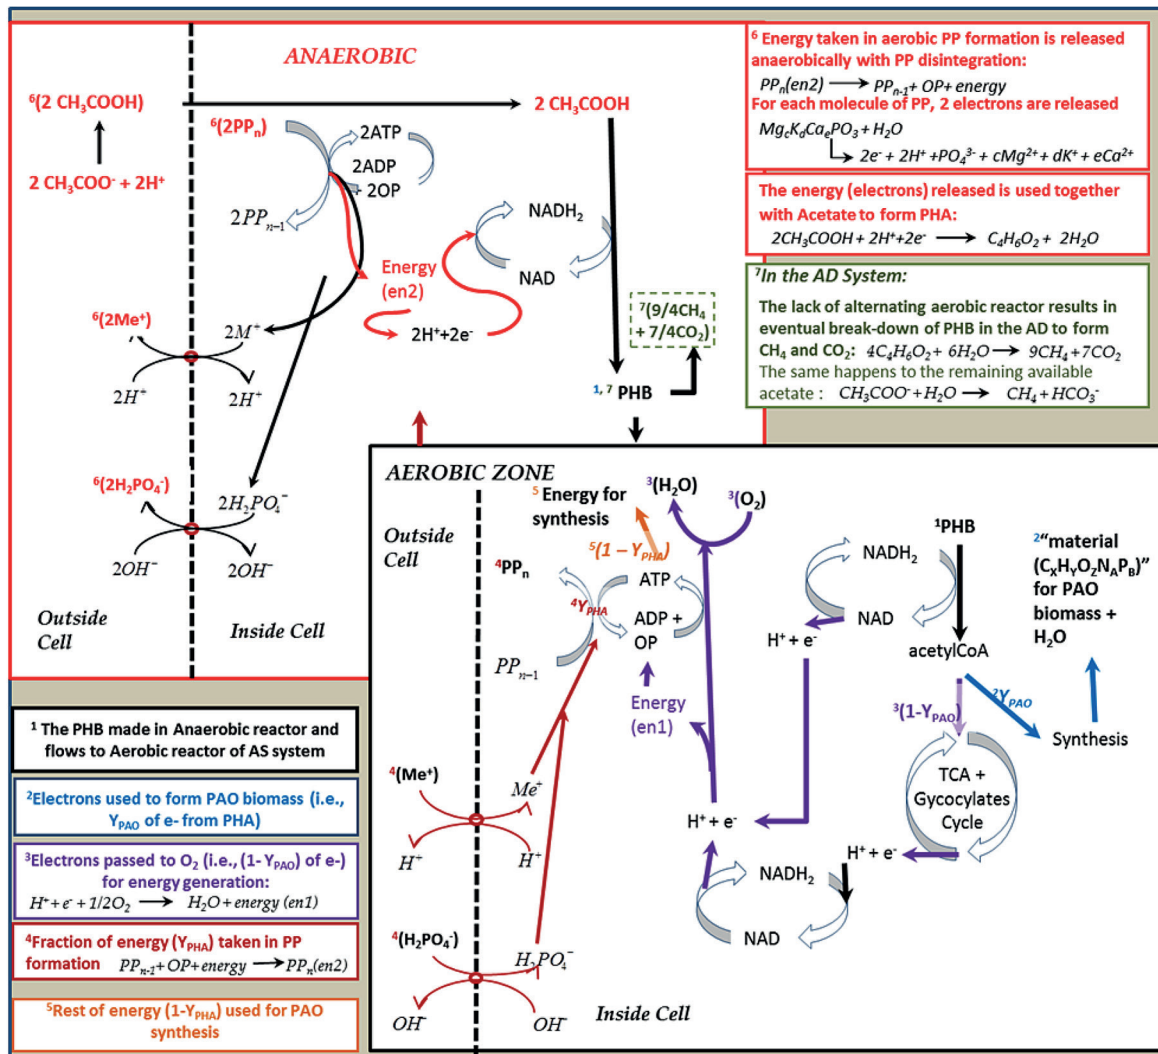 ANAEROBIC
⁶(2 CH₃COOH)
2 CH₃COOH
2 CH₃COO⁻ + 2H⁺
⁶(2PPₙ)
2ATP
2ADP
+ 2OP
2PPₙ₋₁
NADH₂
NAD
Energy
(en2)
2H⁺+2e⁻
⁶(2Me⁺)
2M⁺
2H⁺
2H⁺
⁷(9/4CH₄
+ 7/4CO₂)
¹,⁷ PHB
⁶(2H₂PO₄⁻)
2H₂PO₄⁻
2OH⁻
2OH⁻
Outside
Cell
Inside Cell
⁶ Energy taken in aerobic PP formation is released
anaerobically with PP disintegration:
PPₙ(en2) ⟶ PPₙ₋₁+ OP+ energy
For each molecule of PP, 2 electrons are released
Mg꜀K_dCaₑPO₃ + H₂O
2e⁻ + 2H⁺ +PO₄³⁻ + cMg²⁺ + dK⁺ + eCa²⁺
The energy (electrons) released is used together
with Acetate to form PHA:
2CH₃COOH + 2H⁺+2e⁻ ⟶ C₄H₆O₂ + 2H₂O
⁷In the AD System:
The lack of alternating aerobic reactor results in
eventual break-down of PHB in the AD to form
CH₄ and CO₂: 4C₄H₆O₂+ 6H₂O ⟶ 9CH₄ +7CO₂
The same happens to the remaining available
acetate : CH₃COO⁻+H₂O ⟶ CH₄ + HCO₃⁻
AEROBIC ZONE
Outside
Cell
⁵ Energy for
synthesis
³(H₂O)
³(O₂)
⁵(1 – Y_PHA)
⁴PPₙ
ATP
⁴Y_PHA
ADP +
OP
PPₙ₋₁
Energy
(en1)
NADH₂
NAD
H⁺ + e⁻
¹PHB
acetylCoA
²"material
(C_XH_YO₂N_AP_B)"
for PAO
biomass +
H₂O
³(1-Y_PAO)
²Y_PAO
Synthesis
TCA +
Gycocylates
Cycle
H⁺ + e⁻
H⁺ + e⁻
NADH₂
NAD
⁴(Me⁺)
Me⁺
H⁺
H⁺
⁴(H₂PO₄⁻)
H₂PO₄⁻
OH⁻
OH⁻
Inside Cell
¹ The PHB made in Anaerobic reactor and
flows to Aerobic reactor of AS system
²Electrons used to form PAO biomass (i.e.,
Y_PAO of e- from PHA)
³Electrons passed to O₂ (i.e., (1- Y_PAO) of e-)
for energy generation:
H⁺+ e⁻ + 1/2O₂ ⟶ H₂O + energy (en1)
⁴Fraction of energy (Y_PHA) taken in PP
formation PPₙ₋₁+ OP+ energy ⟶ PPₙ(en2)
⁵Rest of energy (1-Y_PHA) used for PAO
synthesis